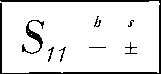 S₁₁ h/— s/±